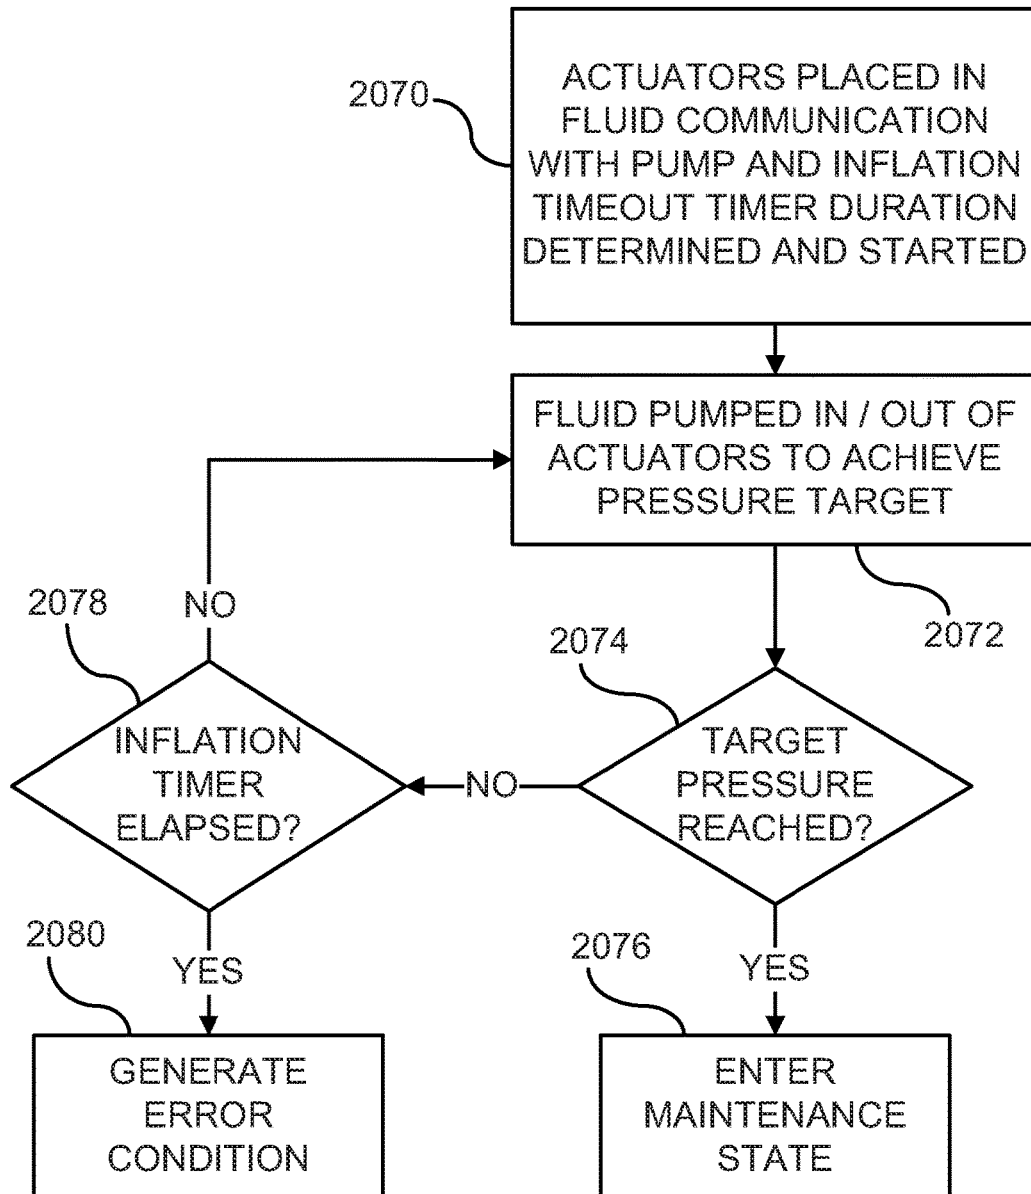 2070
ACTUATORS PLACED IN
FLUID COMMUNICATION
WITH PUMP AND INFLATION
TIMEOUT TIMER DURATION
DETERMINED AND STARTED
FLUID PUMPED IN / OUT OF
ACTUATORS TO ACHIEVE
PRESSURE TARGET
2072
2074
TARGET
PRESSURE
REACHED?
NO
2078
INFLATION
TIMER
ELAPSED?
NO
YES
2080
GENERATE
ERROR
CONDITION
YES
2076
ENTER
MAINTENANCE
STATE